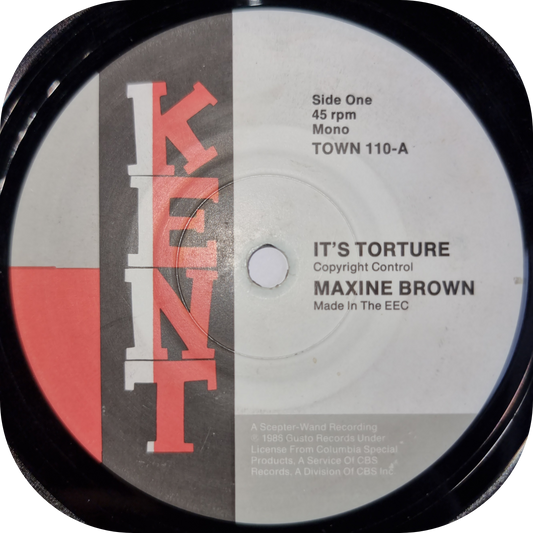 KENT
Side One
45 rpm
Mono
TOWN 110-A
IT'S TORTURE
Copyright Control
MAXINE BROWN
Made In The EEC
A Scepter-Wand Recording
℗ 1985 Gusto Records Under
License From Columbia Special
Products, A Service Of CBS
Records, A Division Of CBS Inc